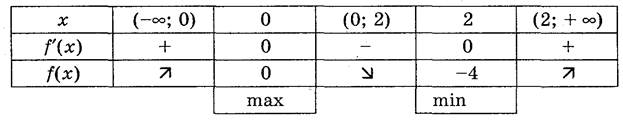 x (−∞; 0) 0 (0; 2) 2 (2; + ∞)
f′(x) + 0 − 0 +
f(x) ↗ 0 ↘ −4 ↗
max min